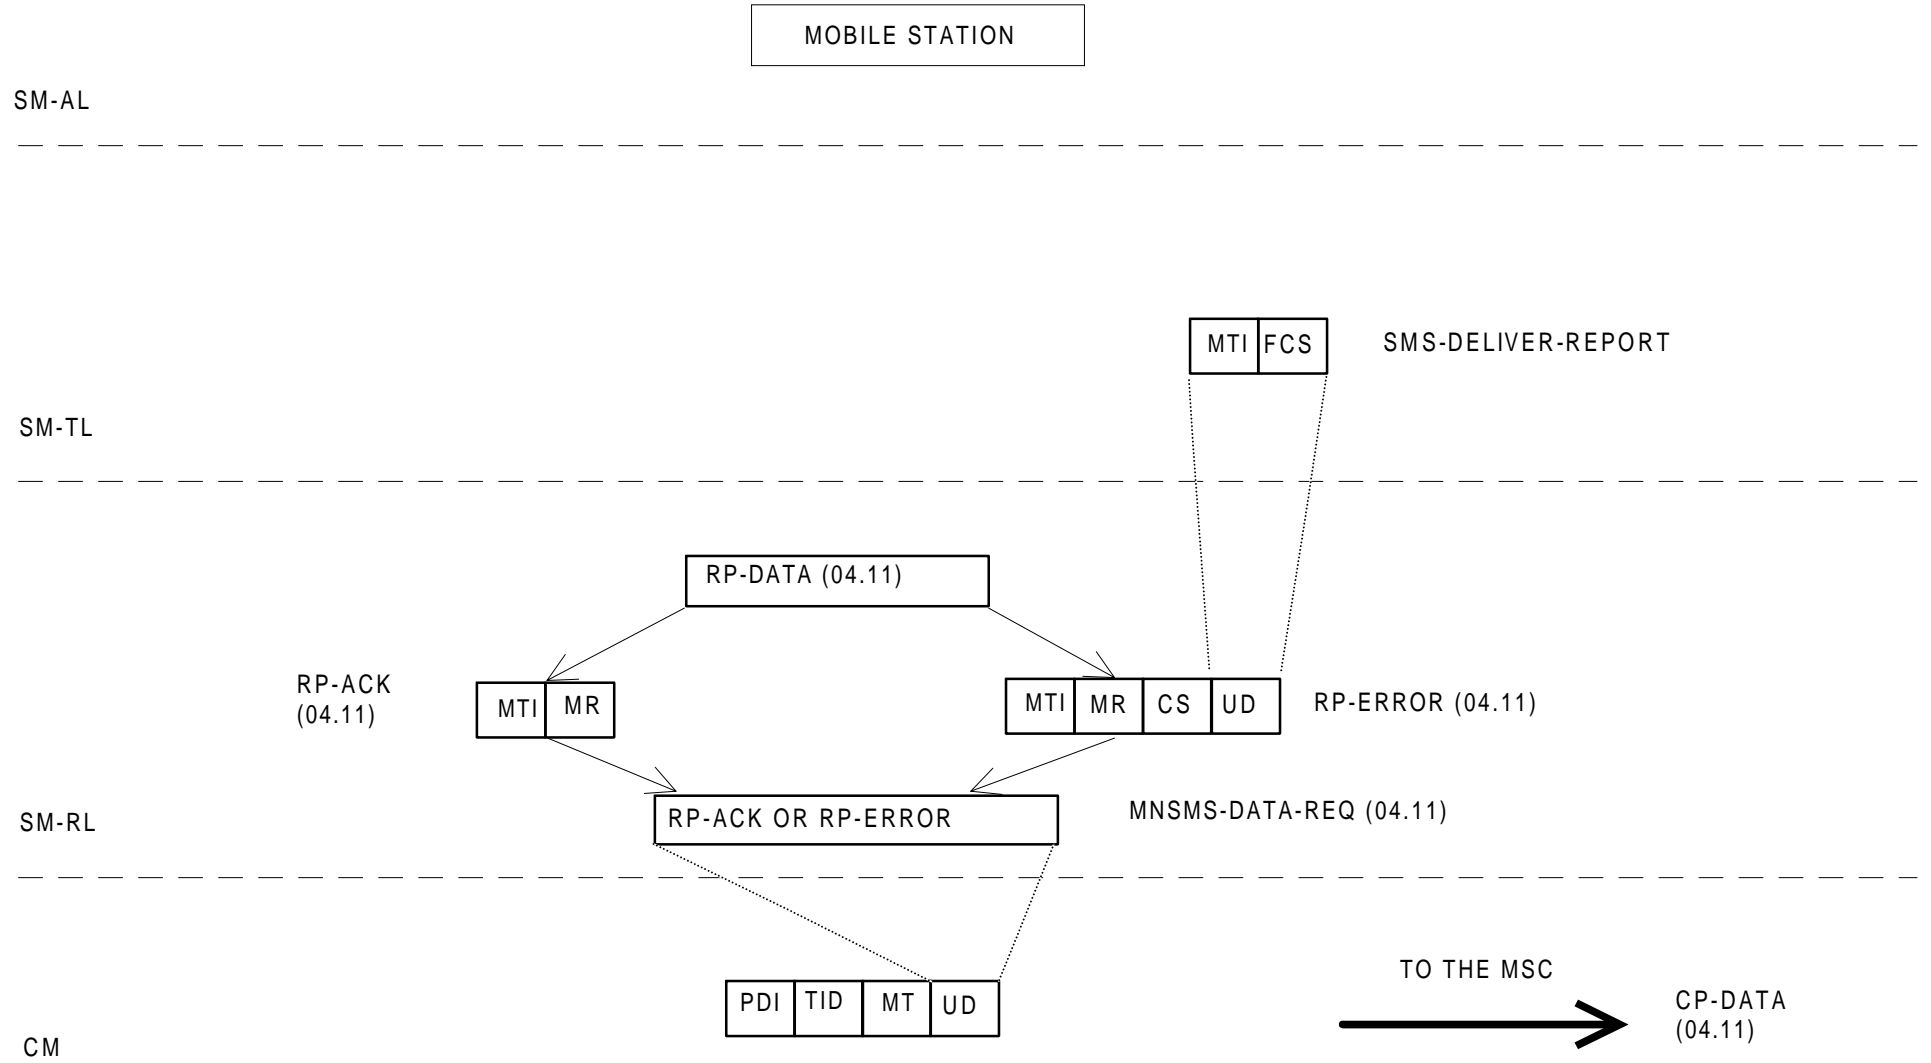 MOBILE STATION
SM-AL
MTI FCS SMS-DELIVER-REPORT
SM-TL
RP-DATA (04.11)
RP-ACK
(04.11)
MTI MR
MTI MR CS UD RP-ERROR (04.11)
RP-ACK OR RP-ERROR
MNSMS-DATA-REQ (04.11)
SM-RL
TO THE MSC
PDI TID MT UD
CP-DATA
(04.11)
CM